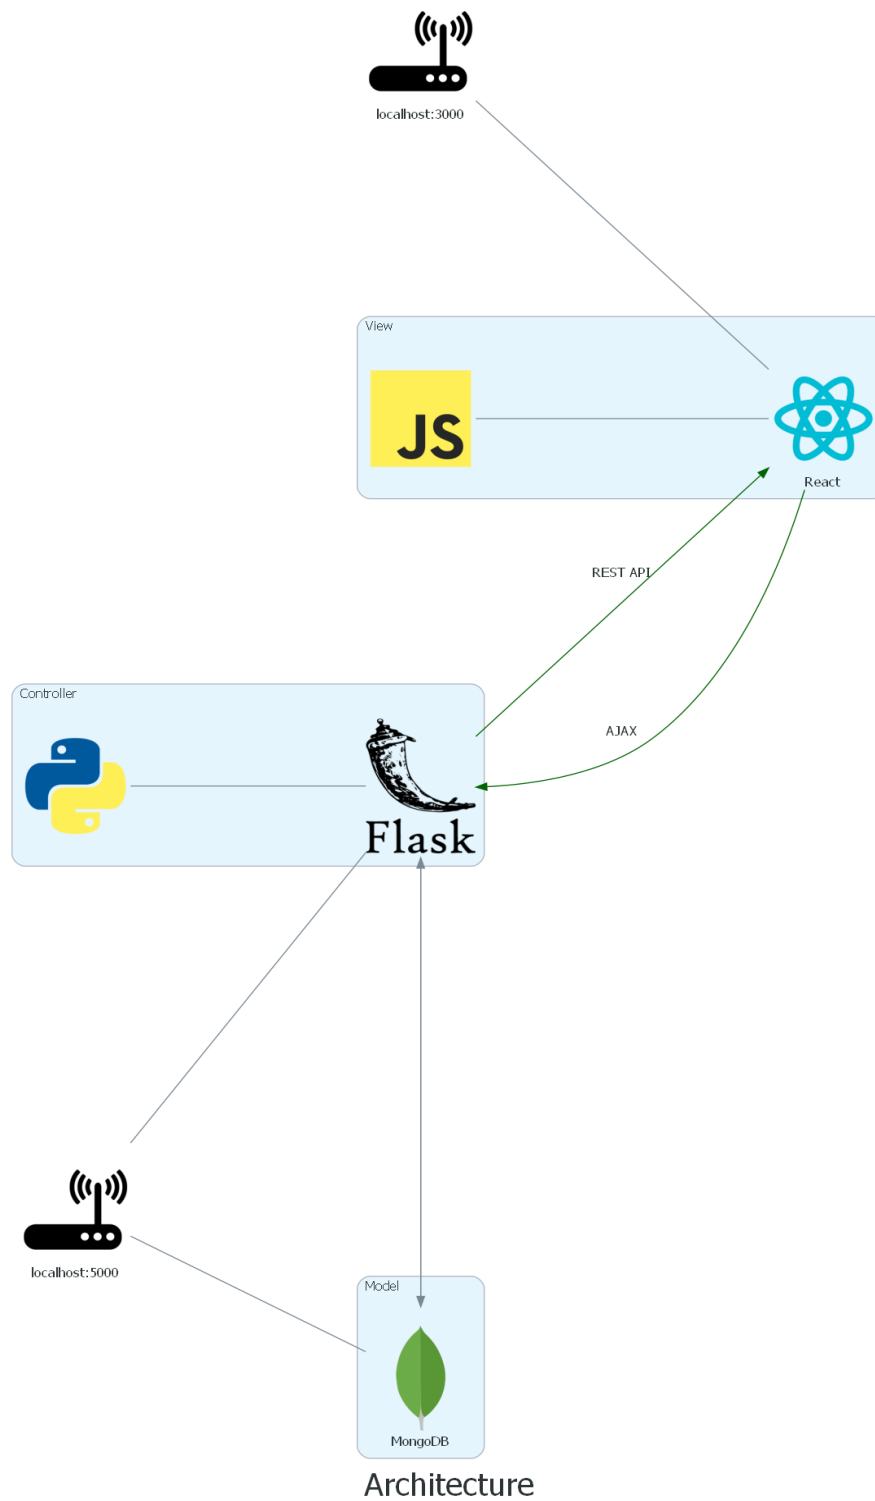 localhost:3000
View
JS
React
REST API
AJAX
Controller
Flask
localhost:5000
Model
MongoDB
Architecture